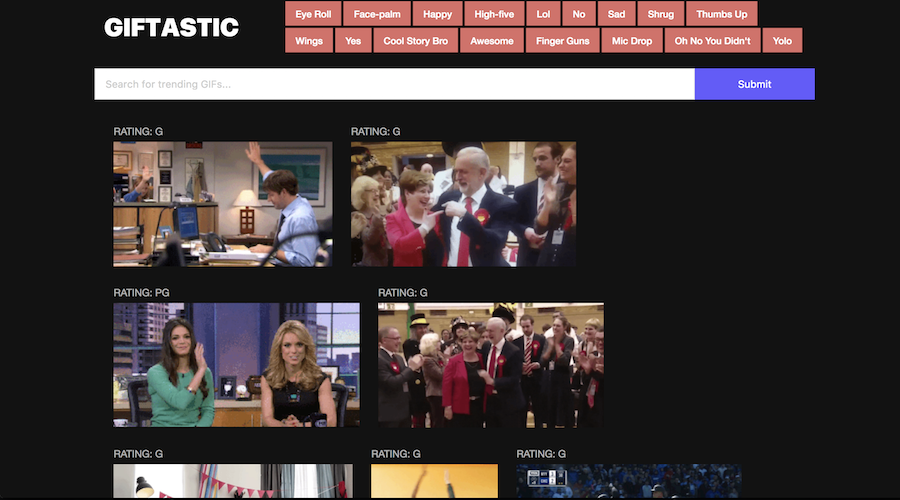 GIFTASTIC
Eye Roll Face-palm Happy High-five Lol No Sad Shrug Thumbs Up
Wings Yes Cool Story Bro Awesome Finger Guns Mic Drop Oh No You Didn't Yolo
Search for trending GIFs...
Submit
RATING: G RATING: G
RATING: PG RATING: G
RATING: G RATING: G RATING: G